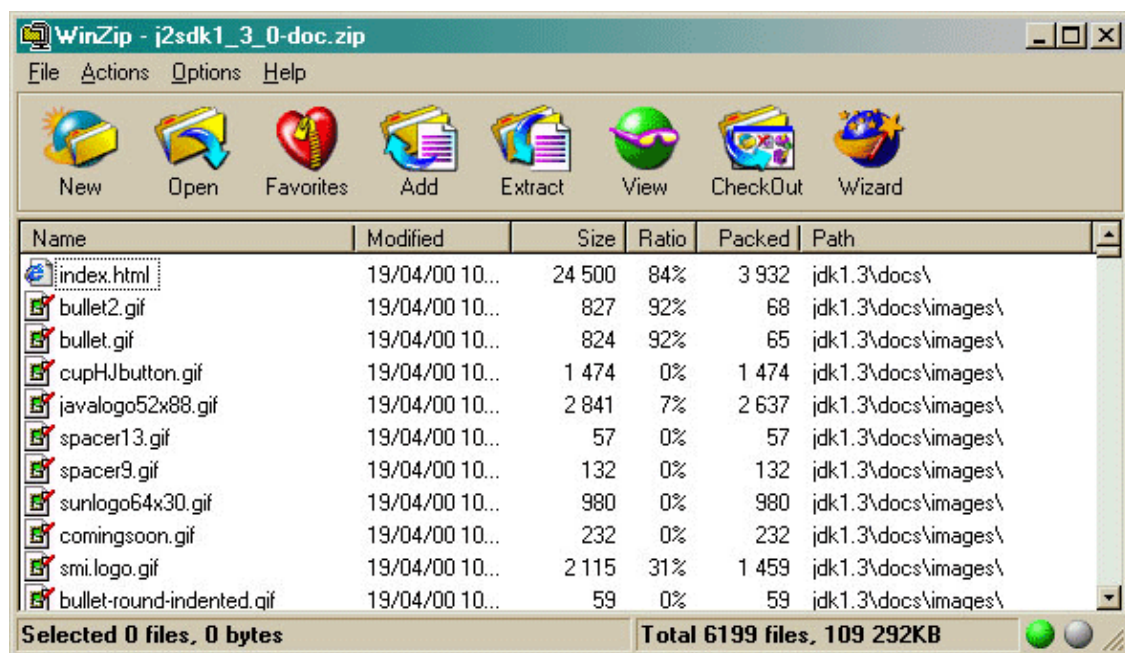 WinZip - j2sdk1_3_0-doc.zip
File Actions Options Help
New Open Favorites Add Extract View CheckOut Wizard
Name Modified Size Ratio Packed Path
index.html 19/04/00 10... 24 500 84% 3 932 jdk1.3\docs\
bullet2.gif 19/04/00 10... 827 92% 68 jdk1.3\docs\images\
bullet.gif 19/04/00 10... 824 92% 65 jdk1.3\docs\images\
cupHJbutton.gif 19/04/00 10... 1 474 0% 1 474 jdk1.3\docs\images\
javalogo52x88.gif 19/04/00 10... 2 841 7% 2 637 jdk1.3\docs\images\
spacer13.gif 19/04/00 10... 57 0% 57 jdk1.3\docs\images\
spacer9.gif 19/04/00 10... 132 0% 132 jdk1.3\docs\images\
sunlogo64x30.gif 19/04/00 10... 980 0% 980 jdk1.3\docs\images\
comingsoon.gif 19/04/00 10... 232 0% 232 jdk1.3\docs\images\
smi.logo.gif 19/04/00 10... 2 115 31% 1 459 jdk1.3\docs\images\
bullet-round-indented.gif 19/04/00 10... 59 0% 59 jdk1.3\docs\images\
Selected 0 files, 0 bytes Total 6199 files, 109 292KB